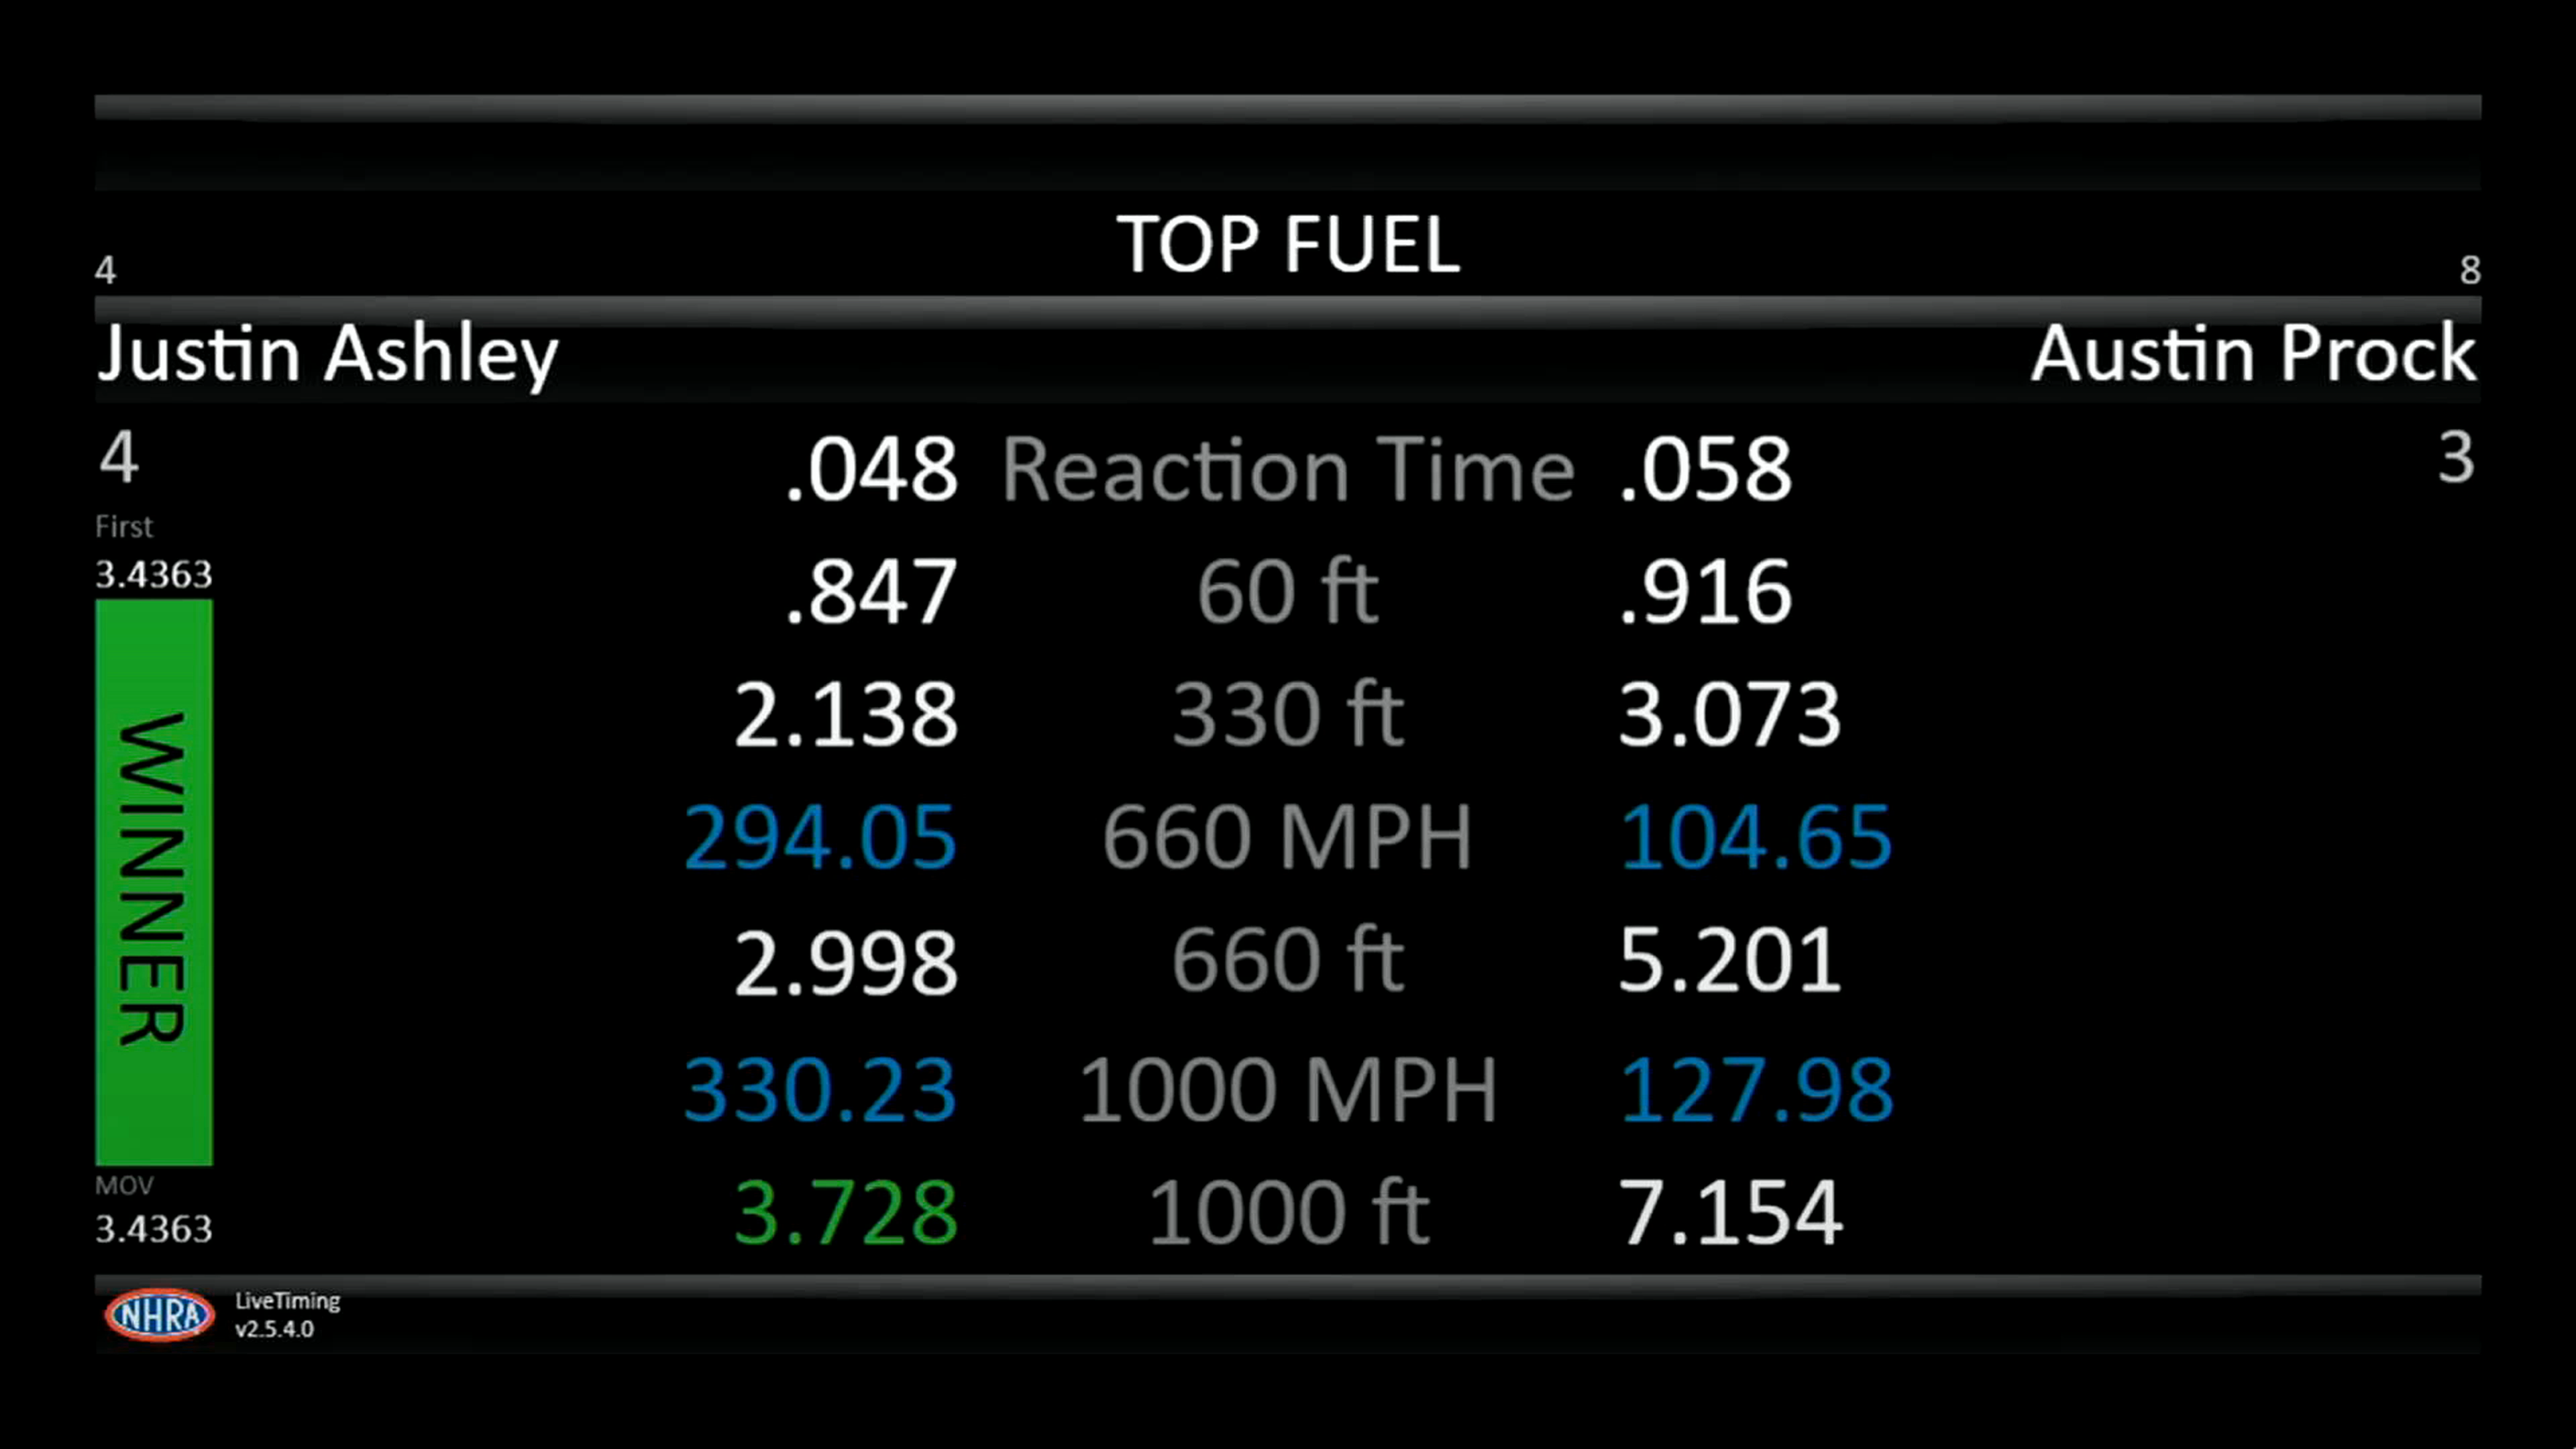 TOP FUEL
4 8
Justin Ashley Austin Prock
4 .048 Reaction Time .058 3
First
3.4363
.847 60 ft .916
2.138 330 ft 3.073
294.05 660 MPH 104.65
WINNER
2.998 660 ft 5.201
330.23 1000 MPH 127.98
MOV
3.4363
3.728 1000 ft 7.154
NHRA
LiveTiming
v2.5.4.0